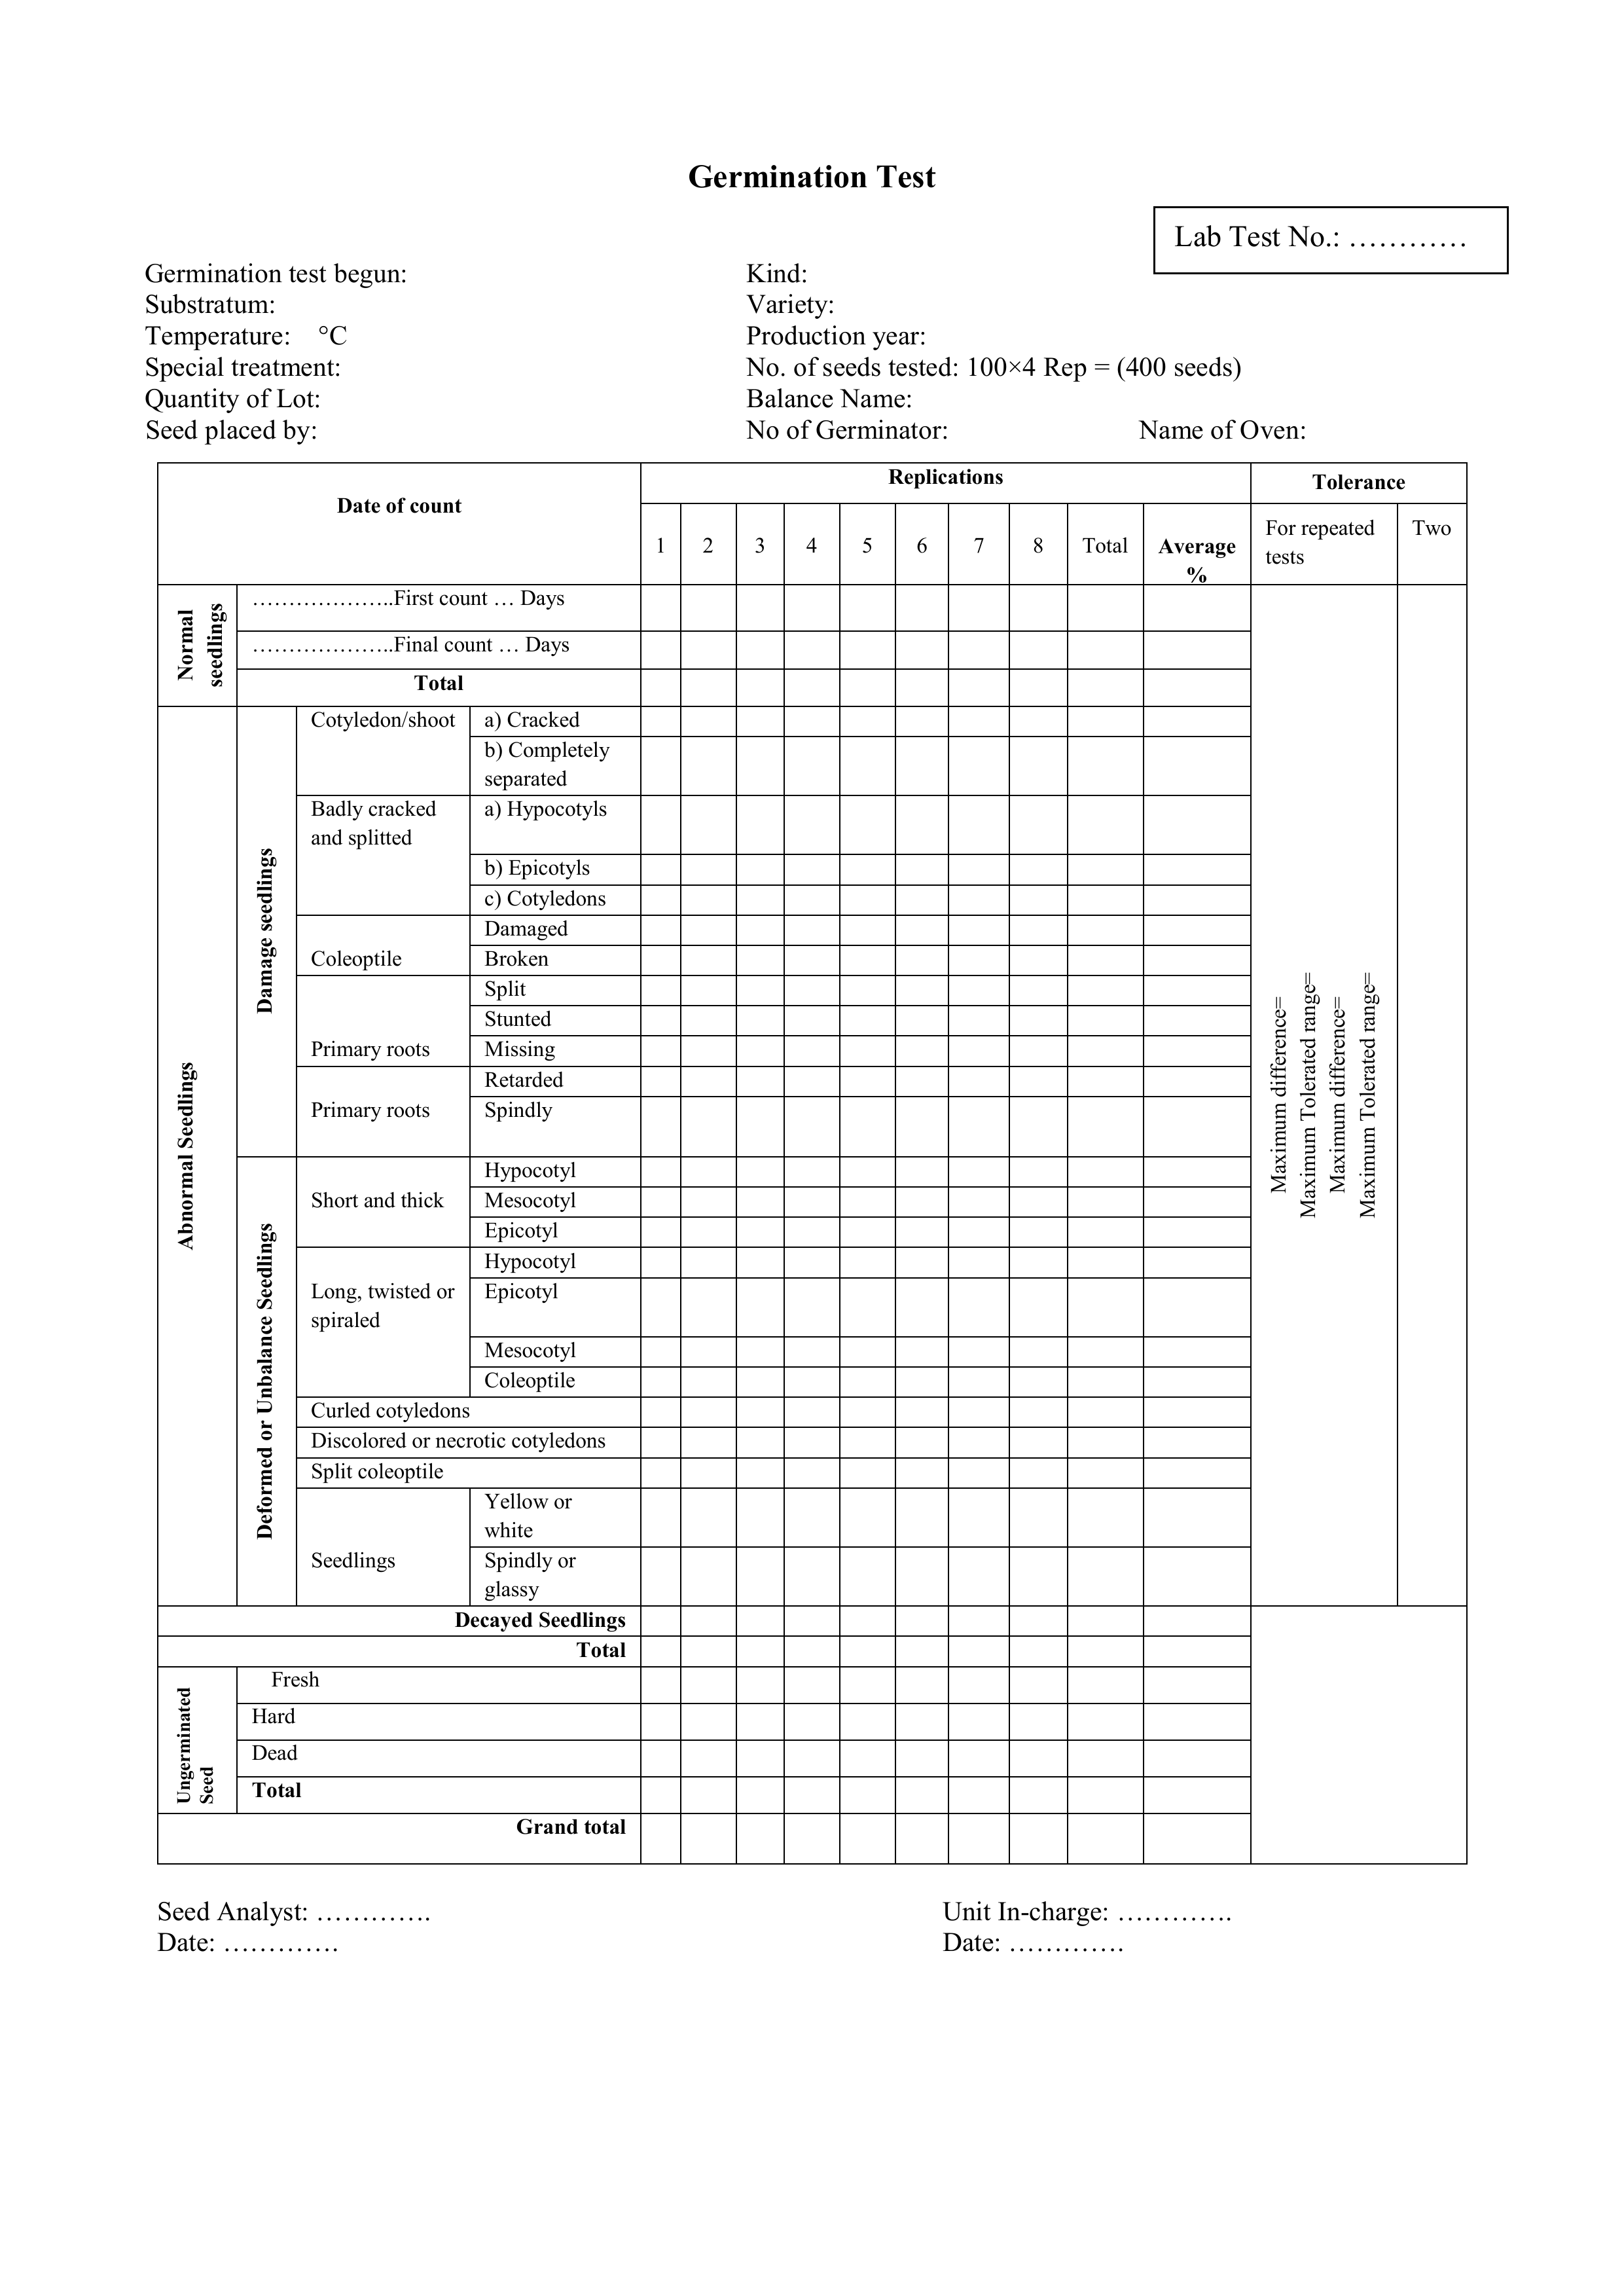 Germination Test
Lab Test No.: …………
Germination test begun:
Kind:
Substratum:
Variety:
Temperature: °C
Production year:
Special treatment:
No. of seeds tested: 100×4 Rep = (400 seeds)
Quantity of Lot:
Balance Name:
Seed placed by:
No of Germinator:
Name of Oven:
Date of count
Replications
Tolerance
1 2 3 4 5 6 7 8 Total Average
%
For repeated
tests
Two
Normal
seedlings
………………..First count … Days
………………..Final count … Days
Total
Abnormal Seedlings
Damage seedlings
Cotyledon/shoot
a) Cracked
b) Completely
separated
Badly cracked
and splitted
a) Hypocotyls
b) Epicotyls
c) Cotyledons
Coleoptile
Damaged
Broken
Primary roots
Split
Stunted
Missing
Primary roots
Retarded
Spindly
Deformed or Unbalance Seedlings
Short and thick
Hypocotyl
Mesocotyl
Epicotyl
Long, twisted or
spiraled
Hypocotyl
Epicotyl
Mesocotyl
Coleoptile
Curled cotyledons
Discolored or necrotic cotyledons
Split coleoptile
Seedlings
Yellow or
white
Spindly or
glassy
Maximum difference=
Maximum Tolerated range=
Maximum difference=
Maximum Tolerated range=
Decayed Seedlings
Total
Ungerminated
Seed
Fresh
Hard
Dead
Total
Grand total
Seed Analyst: ………….
Unit In-charge: ………….
Date: ………….
Date: ………….